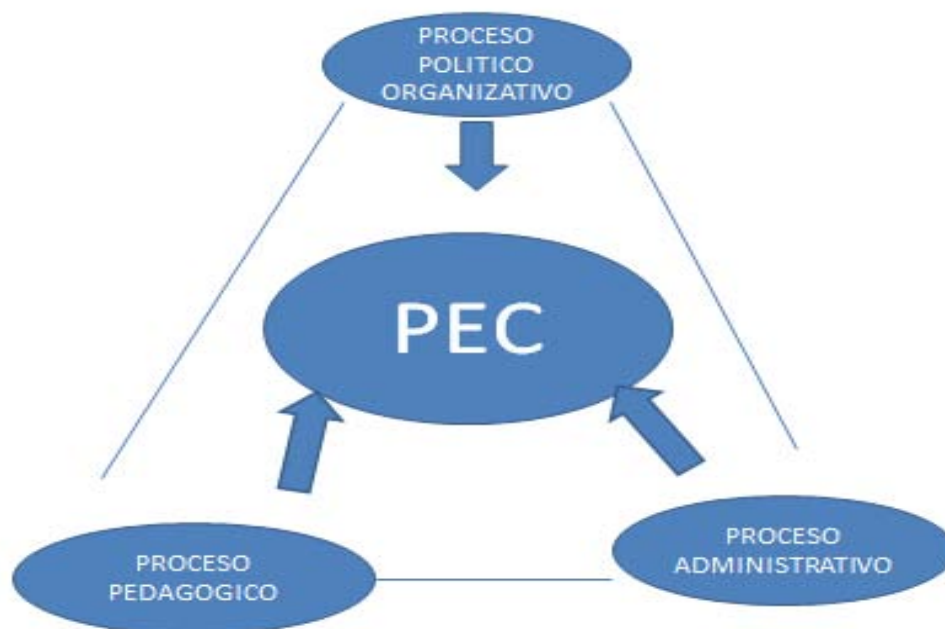 PROCESO
POLITICO
ORGANIZATIVO
PEC
PROCESO
PEDAGOGICO
PROCESO
ADMINISTRATIVO